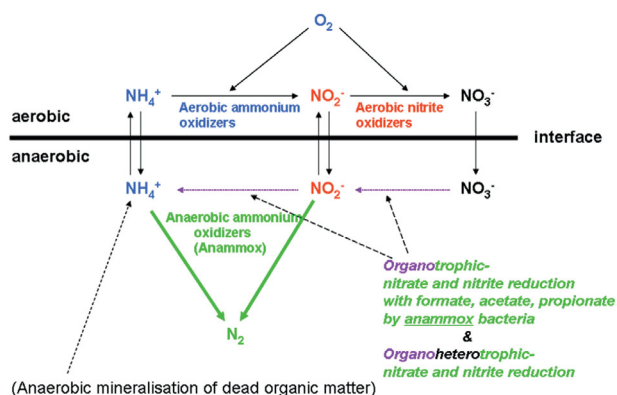 O₂
NH₄⁺
NO₂⁻
NO₃⁻
Aerobic ammonium
oxidizers
Aerobic nitrite
oxidizers
aerobic
interface
anaerobic
NH₄⁺
NO₂⁻
NO₃⁻
Anaerobic ammonium
oxidizers
(Anammox)
Organotrophic-
nitrate and nitrite reduction
with formate, acetate, propionate
by anammox bacteria
&
Organoheterotrophic-
nitrate and nitrite reduction
N₂
(Anaerobic mineralisation of dead organic matter)